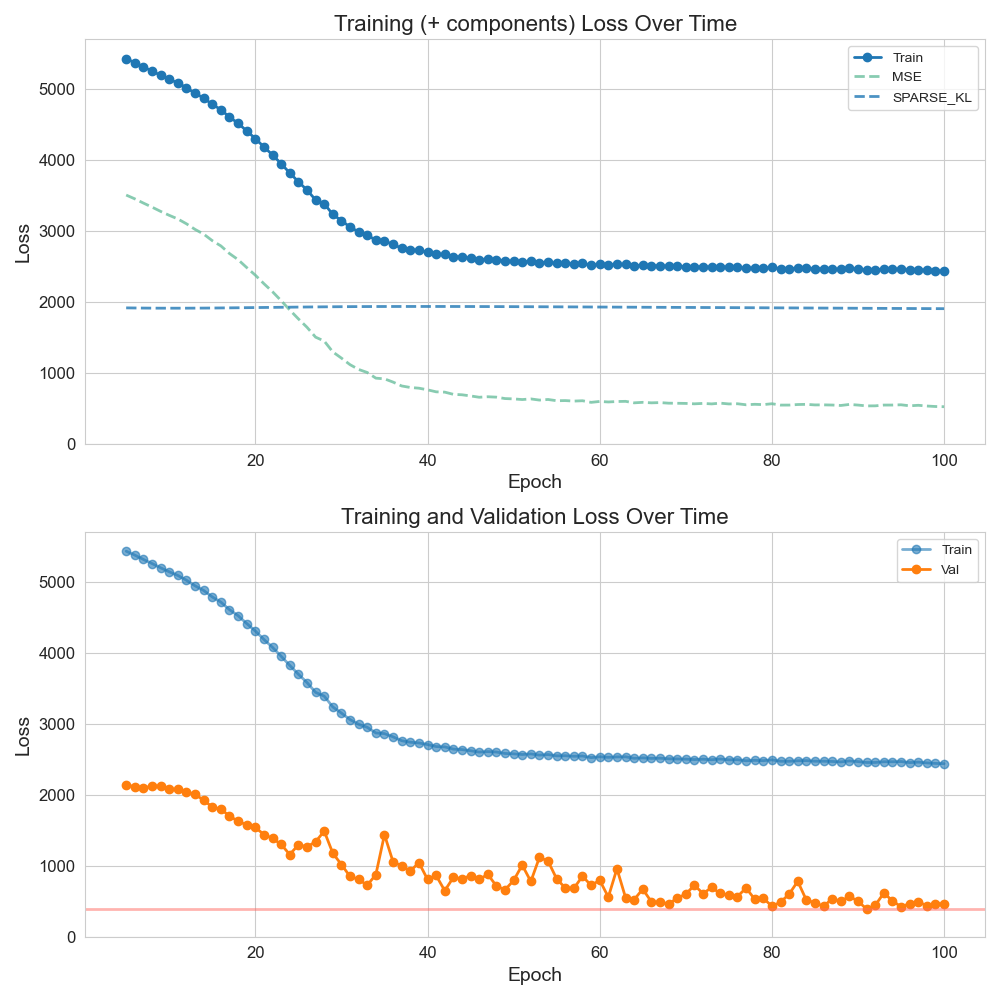 Training (+ components) Loss Over Time
Train
MSE
SPARSE_KL
5000
4000
3000
2000
1000
0
Loss
20 40 60 80 100
Epoch
Training and Validation Loss Over Time
Train
Val
5000
4000
3000
2000
1000
0
Loss
20 40 60 80 100
Epoch